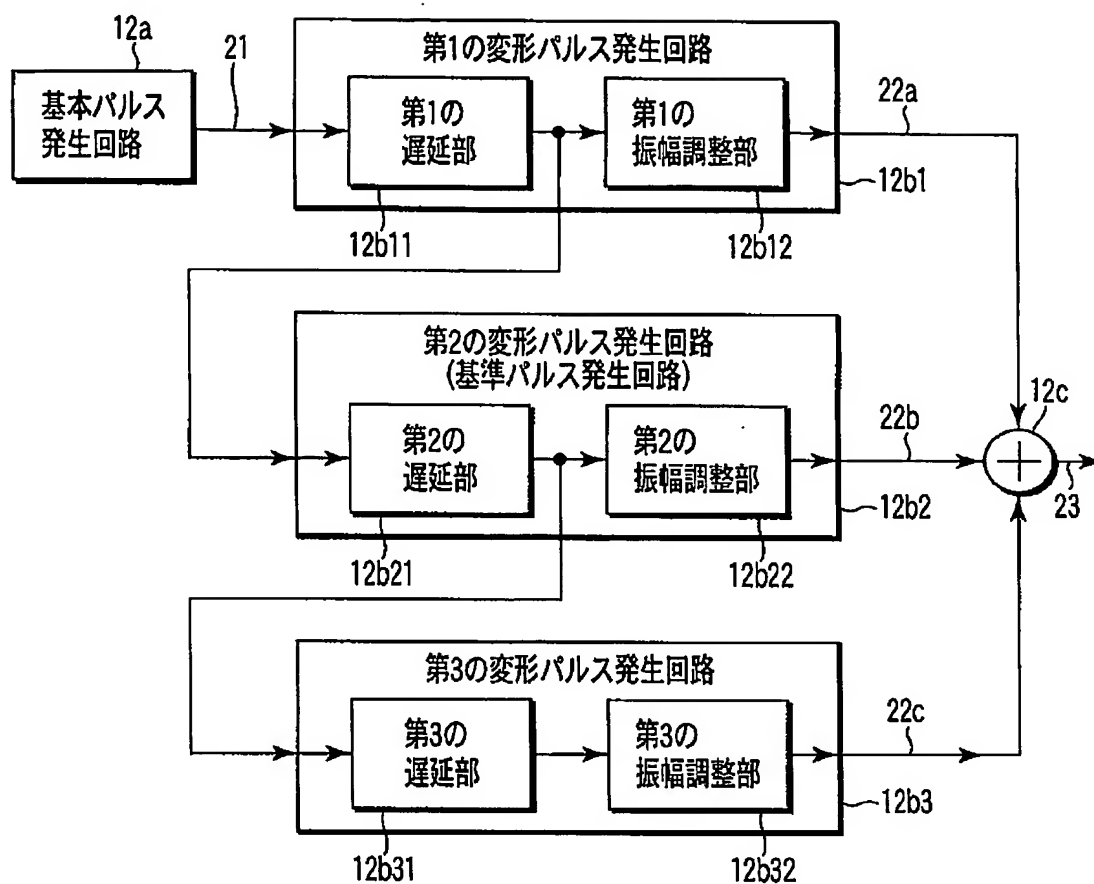 12a
基本パルス
発生回路
21
第1の変形パルス発生回路
第1の
遅延部
12b11
第1の
振幅調整部
12b12
22a
12b1
第2の変形パルス発生回路
(基準パルス発生回路)
第2の
遅延部
12b21
第2の
振幅調整部
12b22
22b
12b2
12c
+
23
第3の変形パルス発生回路
第3の
遅延部
12b31
第3の
振幅調整部
12b32
22c
12b3